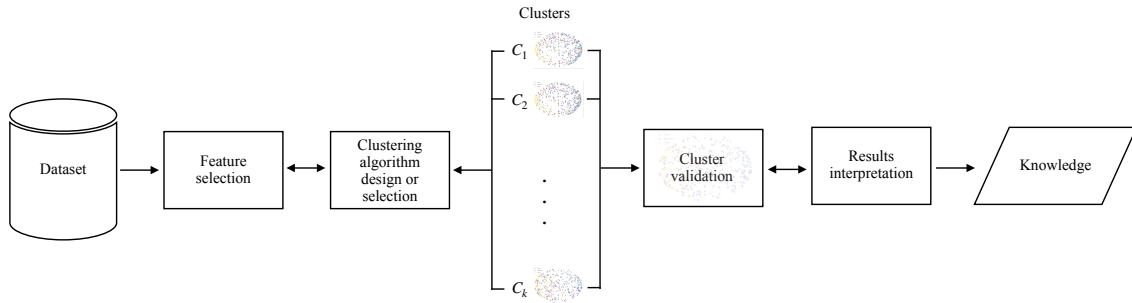 Clusters
C1
C2
Ck
Dataset
Feature
selection
Clustering
algorithm
design or
selection
Cluster
validation
Results
interpretation
Knowledge